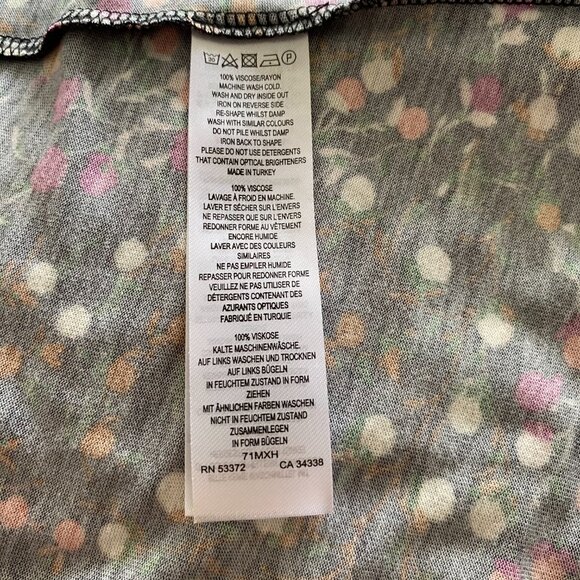 100% VISCOSE/RAYON
MACHINE WASH COLD.
WASH AND DRY INSIDE OUT
IRON ON REVERSE SIDE
RE-SHAPE WHILST DAMP
WASH WITH SIMILAR COLOURS
DO NOT PILE WHILST DAMP
IRON BACK TO SHAPE
PLEASE DO NOT USE DETERGENTS
THAT CONTAIN OPTICAL BRIGHTENERS
MADE IN TURKEY
100% VISCOSE
LAVAGE À FROID EN MACHINE.
LAVER ET SÉCHER SUR L'ENVERS
NE REPASSER QUE SUR L'ENVERS
REDONNER FORME AU VÊTEMENT
ENCORE HUMIDE
LAVER AVEC DES COULEURS
SIMILAIRES
NE PAS EMPILER HUMIDE
REPASSER POUR REDONNER FORME
VEUILLEZ NE PAS UTILISER DE
DÉTERGENTS CONTENANT DES
AZURANTS OPTIQUES
FABRIQUÉ EN TURQUIE
100% VISKOSE
KALTE MASCHINENWÄSCHE.
AUF LINKS WASCHEN UND TROCKNEN
AUF LINKS BÜGELN
IN FEUCHTEM ZUSTAND IN FORM
ZIEHEN
MIT ÄHNLICHEN FARBEN WASCHEN
NICHT IN FEUCHTEM ZUSTAND
ZUSAMMENLEGEN
IN FORM BÜGELN
71MXH
RN 53372 CA 34338